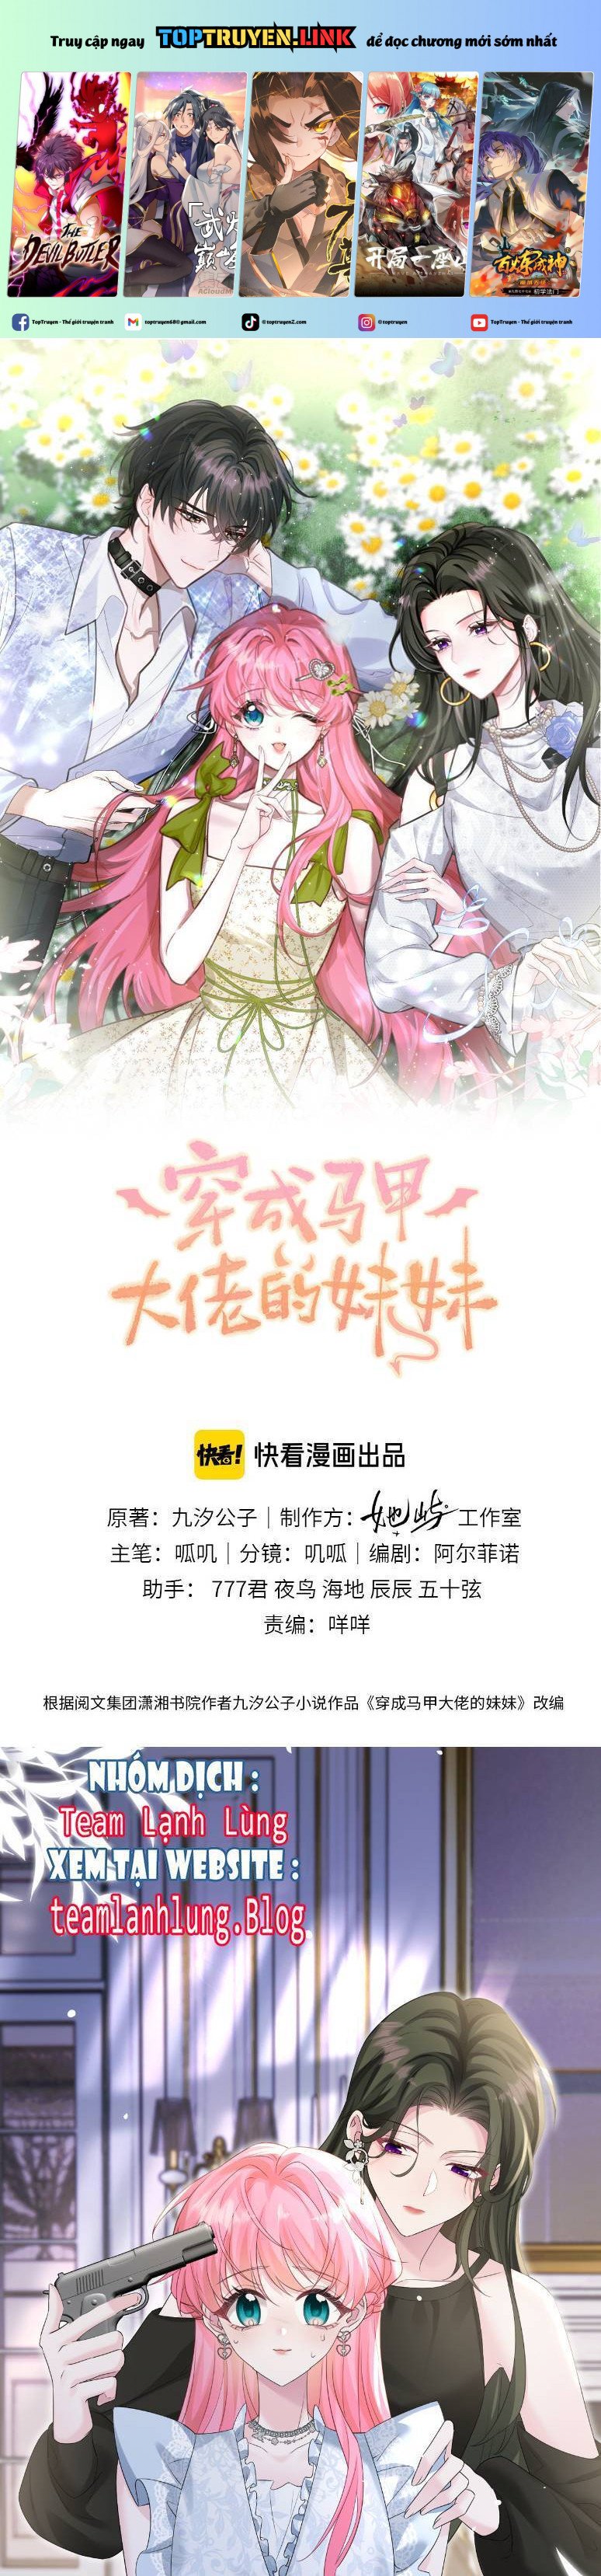 Truy cập ngay TOPTRUYEN.LINK để đọc chương mới sớm nhất
THE
DEVIL BUTLER
开局一座
百炼成神
TopTruyen - Thế giới truyện tranh
toptruyen68@gmail.com
@toptruyen2
@toptruyen
TopTruyen - Thế giới truyện tranh
穿成马甲
大佬的妹妹
快看! 快看漫画出品
原著：九汐公子｜制作方：她屿工作室
主笔：呱叽｜分镜：叽呱｜编剧：阿尔菲诺
助手： 777君 夜鸟 海地 辰辰 五十弦
责编：咩咩
根据阅文集团潇湘书院作者九汐公子小说作品《穿成马甲大佬的妹妹》改编
NHÓM DỊCH :
Team Lạnh Lùng
XEM TẠI WEBSITE :
teamlanhlung.Blog